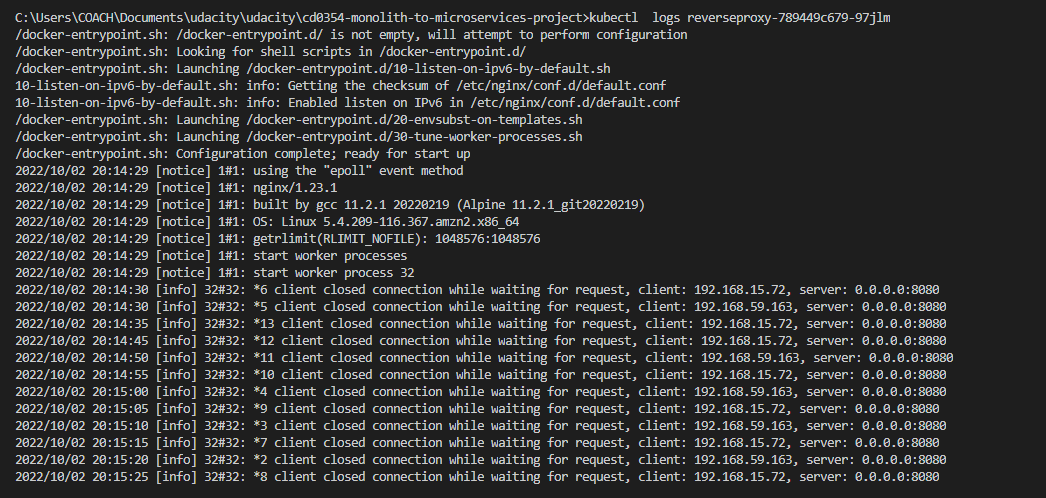 C:\Users\COACH\Documents\udacity\udacity\cd0354-monolith-to-microservices-project>kubectl  logs reverseproxy-789449c679-97jlm
/docker-entrypoint.sh: /docker-entrypoint.d/ is not empty, will attempt to perform configuration
/docker-entrypoint.sh: Looking for shell scripts in /docker-entrypoint.d/
/docker-entrypoint.sh: Launching /docker-entrypoint.d/10-listen-on-ipv6-by-default.sh
10-listen-on-ipv6-by-default.sh: info: Getting the checksum of /etc/nginx/conf.d/default.conf
10-listen-on-ipv6-by-default.sh: info: Enabled listen on IPv6 in /etc/nginx/conf.d/default.conf
/docker-entrypoint.sh: Launching /docker-entrypoint.d/20-envsubst-on-templates.sh
/docker-entrypoint.sh: Launching /docker-entrypoint.d/30-tune-worker-processes.sh
/docker-entrypoint.sh: Configuration complete; ready for start up
2022/10/02 20:14:29 [notice] 1#1: using the "epoll" event method
2022/10/02 20:14:29 [notice] 1#1: nginx/1.23.1
2022/10/02 20:14:29 [notice] 1#1: built by gcc 11.2.1 20220219 (Alpine 11.2.1_git20220219)
2022/10/02 20:14:29 [notice] 1#1: OS: Linux 5.4.209-116.367.amzn2.x86_64
2022/10/02 20:14:29 [notice] 1#1: getrlimit(RLIMIT_NOFILE): 1048576:1048576
2022/10/02 20:14:29 [notice] 1#1: start worker processes
2022/10/02 20:14:29 [notice] 1#1: start worker process 32
2022/10/02 20:14:30 [info] 32#32: *6 client closed connection while waiting for request, client: 192.168.15.72, server: 0.0.0.0:8080
2022/10/02 20:14:30 [info] 32#32: *5 client closed connection while waiting for request, client: 192.168.59.163, server: 0.0.0.0:8080
2022/10/02 20:14:35 [info] 32#32: *13 client closed connection while waiting for request, client: 192.168.15.72, server: 0.0.0.0:8080
2022/10/02 20:14:45 [info] 32#32: *12 client closed connection while waiting for request, client: 192.168.15.72, server: 0.0.0.0:8080
2022/10/02 20:14:50 [info] 32#32: *11 client closed connection while waiting for request, client: 192.168.59.163, server: 0.0.0.0:8080
2022/10/02 20:14:55 [info] 32#32: *10 client closed connection while waiting for request, client: 192.168.15.72, server: 0.0.0.0:8080
2022/10/02 20:15:00 [info] 32#32: *4 client closed connection while waiting for request, client: 192.168.59.163, server: 0.0.0.0:8080
2022/10/02 20:15:05 [info] 32#32: *9 client closed connection while waiting for request, client: 192.168.15.72, server: 0.0.0.0:8080
2022/10/02 20:15:10 [info] 32#32: *3 client closed connection while waiting for request, client: 192.168.59.163, server: 0.0.0.0:8080
2022/10/02 20:15:15 [info] 32#32: *7 client closed connection while waiting for request, client: 192.168.15.72, server: 0.0.0.0:8080
2022/10/02 20:15:20 [info] 32#32: *2 client closed connection while waiting for request, client: 192.168.59.163, server: 0.0.0.0:8080
2022/10/02 20:15:25 [info] 32#32: *8 client closed connection while waiting for request, client: 192.168.15.72, server: 0.0.0.0:8080